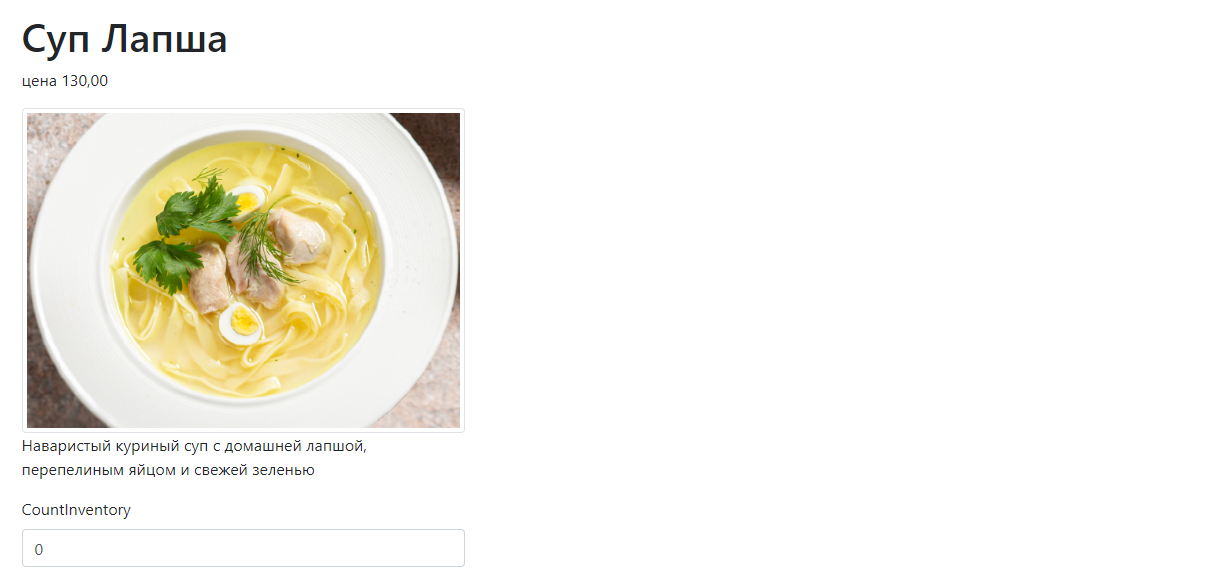 Суп Лапша
цена 130,00
Наваристый куриный суп с домашней лапшой,
перепелиным яйцом и свежей зеленью
CountInventory
0